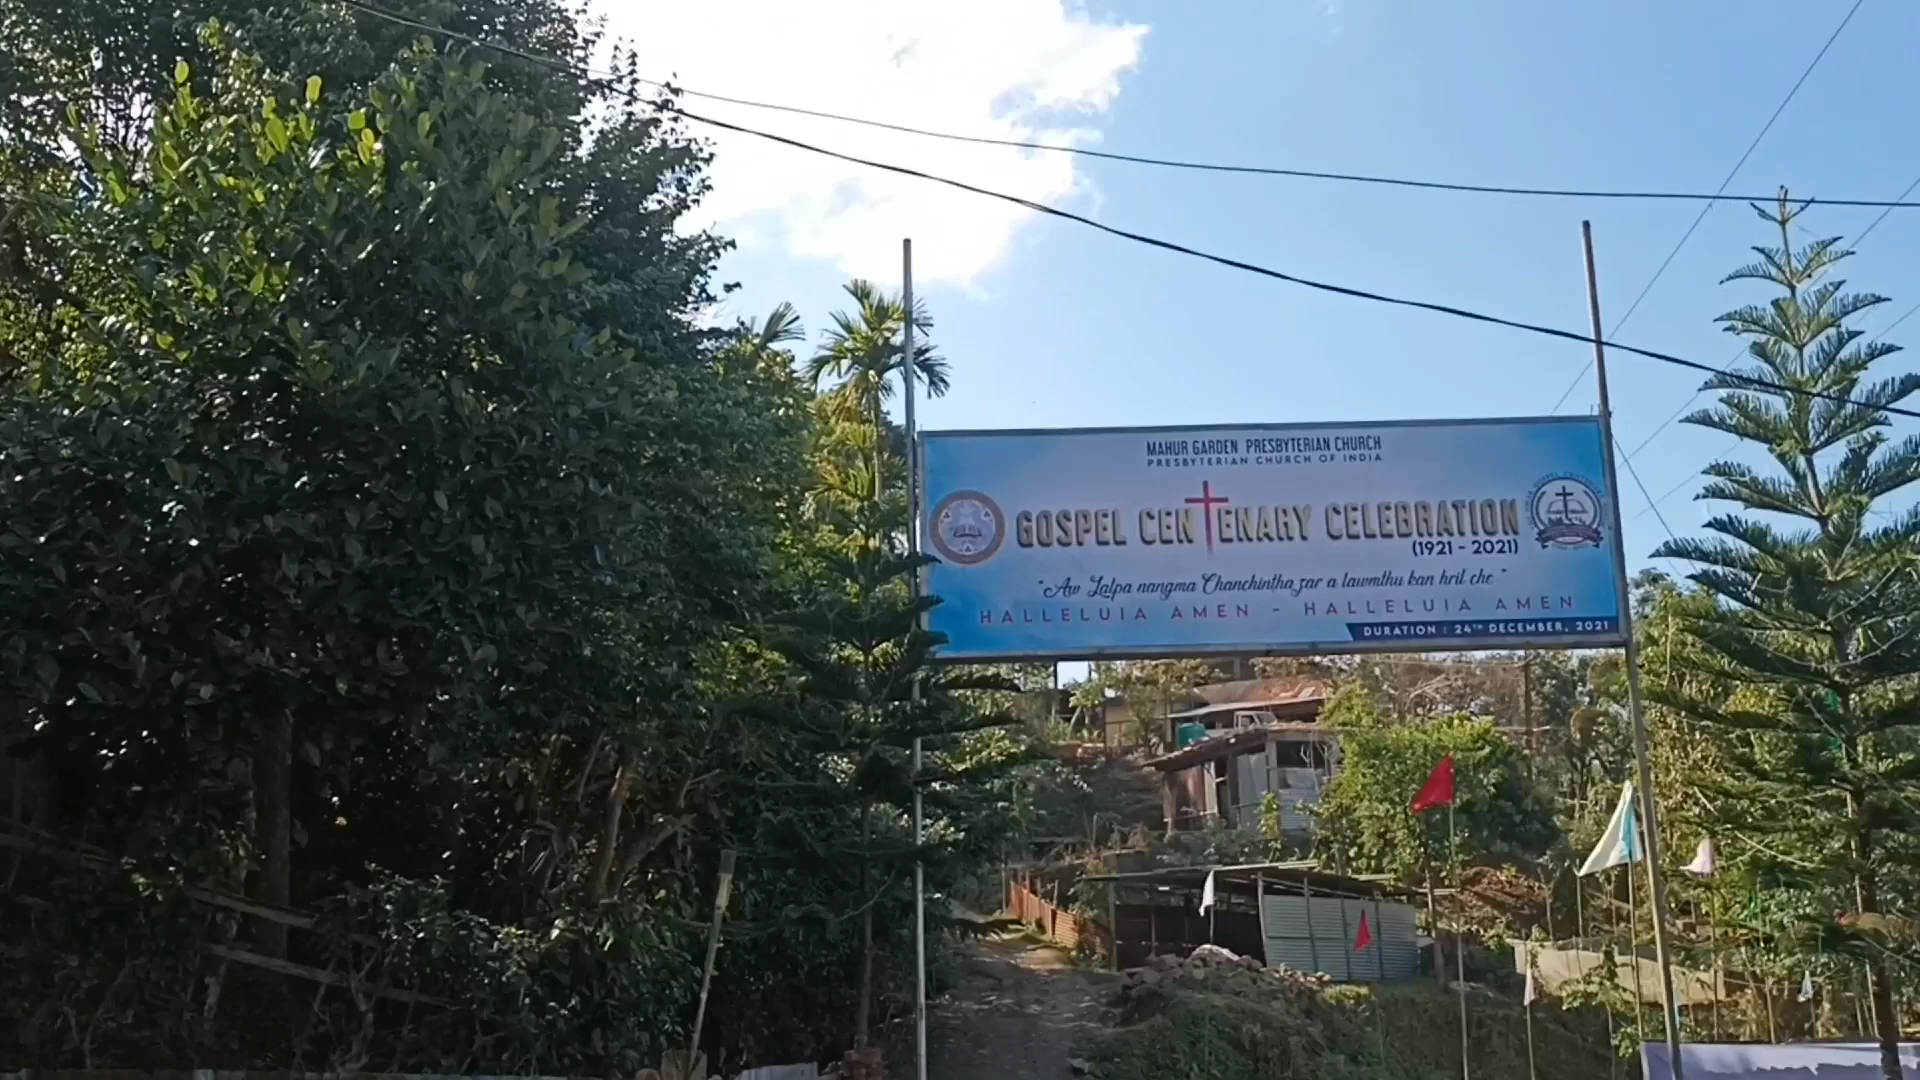 MAHUR GARDEN PRESBYTERIAN CHURCH
PRESBYTERIAN CHURCH OF INDIA
GOSPEL CENTENARY CELEBRATION
(1921 - 2021)
"Aw Lalpa nangma Chanchintha zar a lawmthu kan hril che"
HALLELUIA AMEN - HALLELUIA AMEN
DURATION : 24TH DECEMBER, 2021